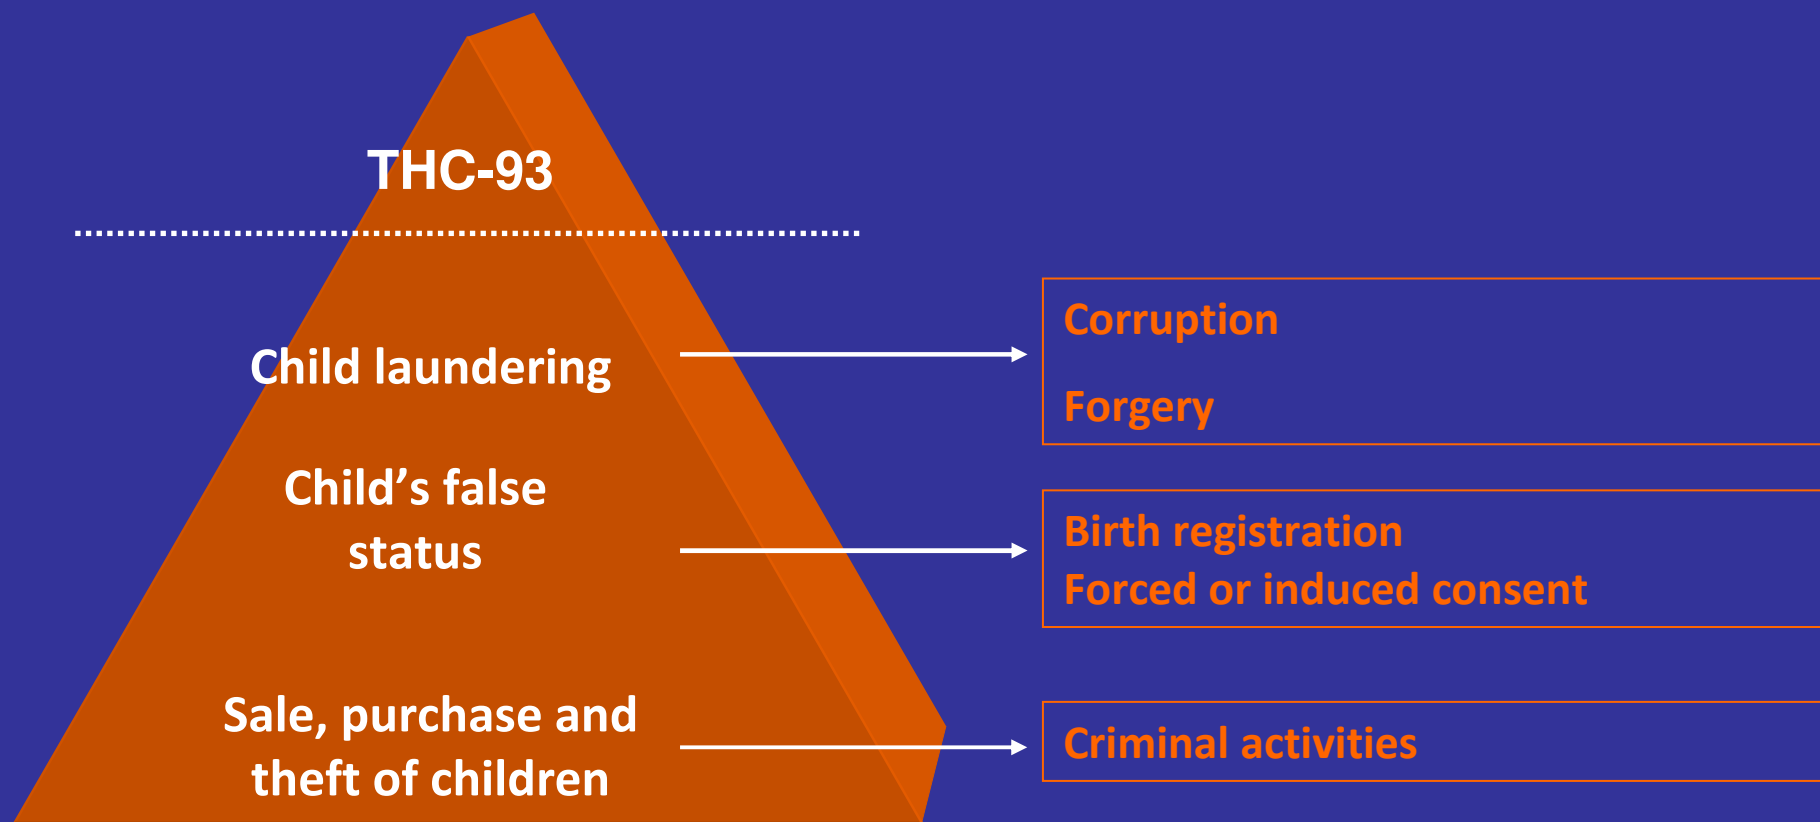 THC-93
Child laundering
Corruption
Forgery
Child’s false
status
Birth registration
Forced or induced consent
Sale, purchase and
theft of children
Criminal activities